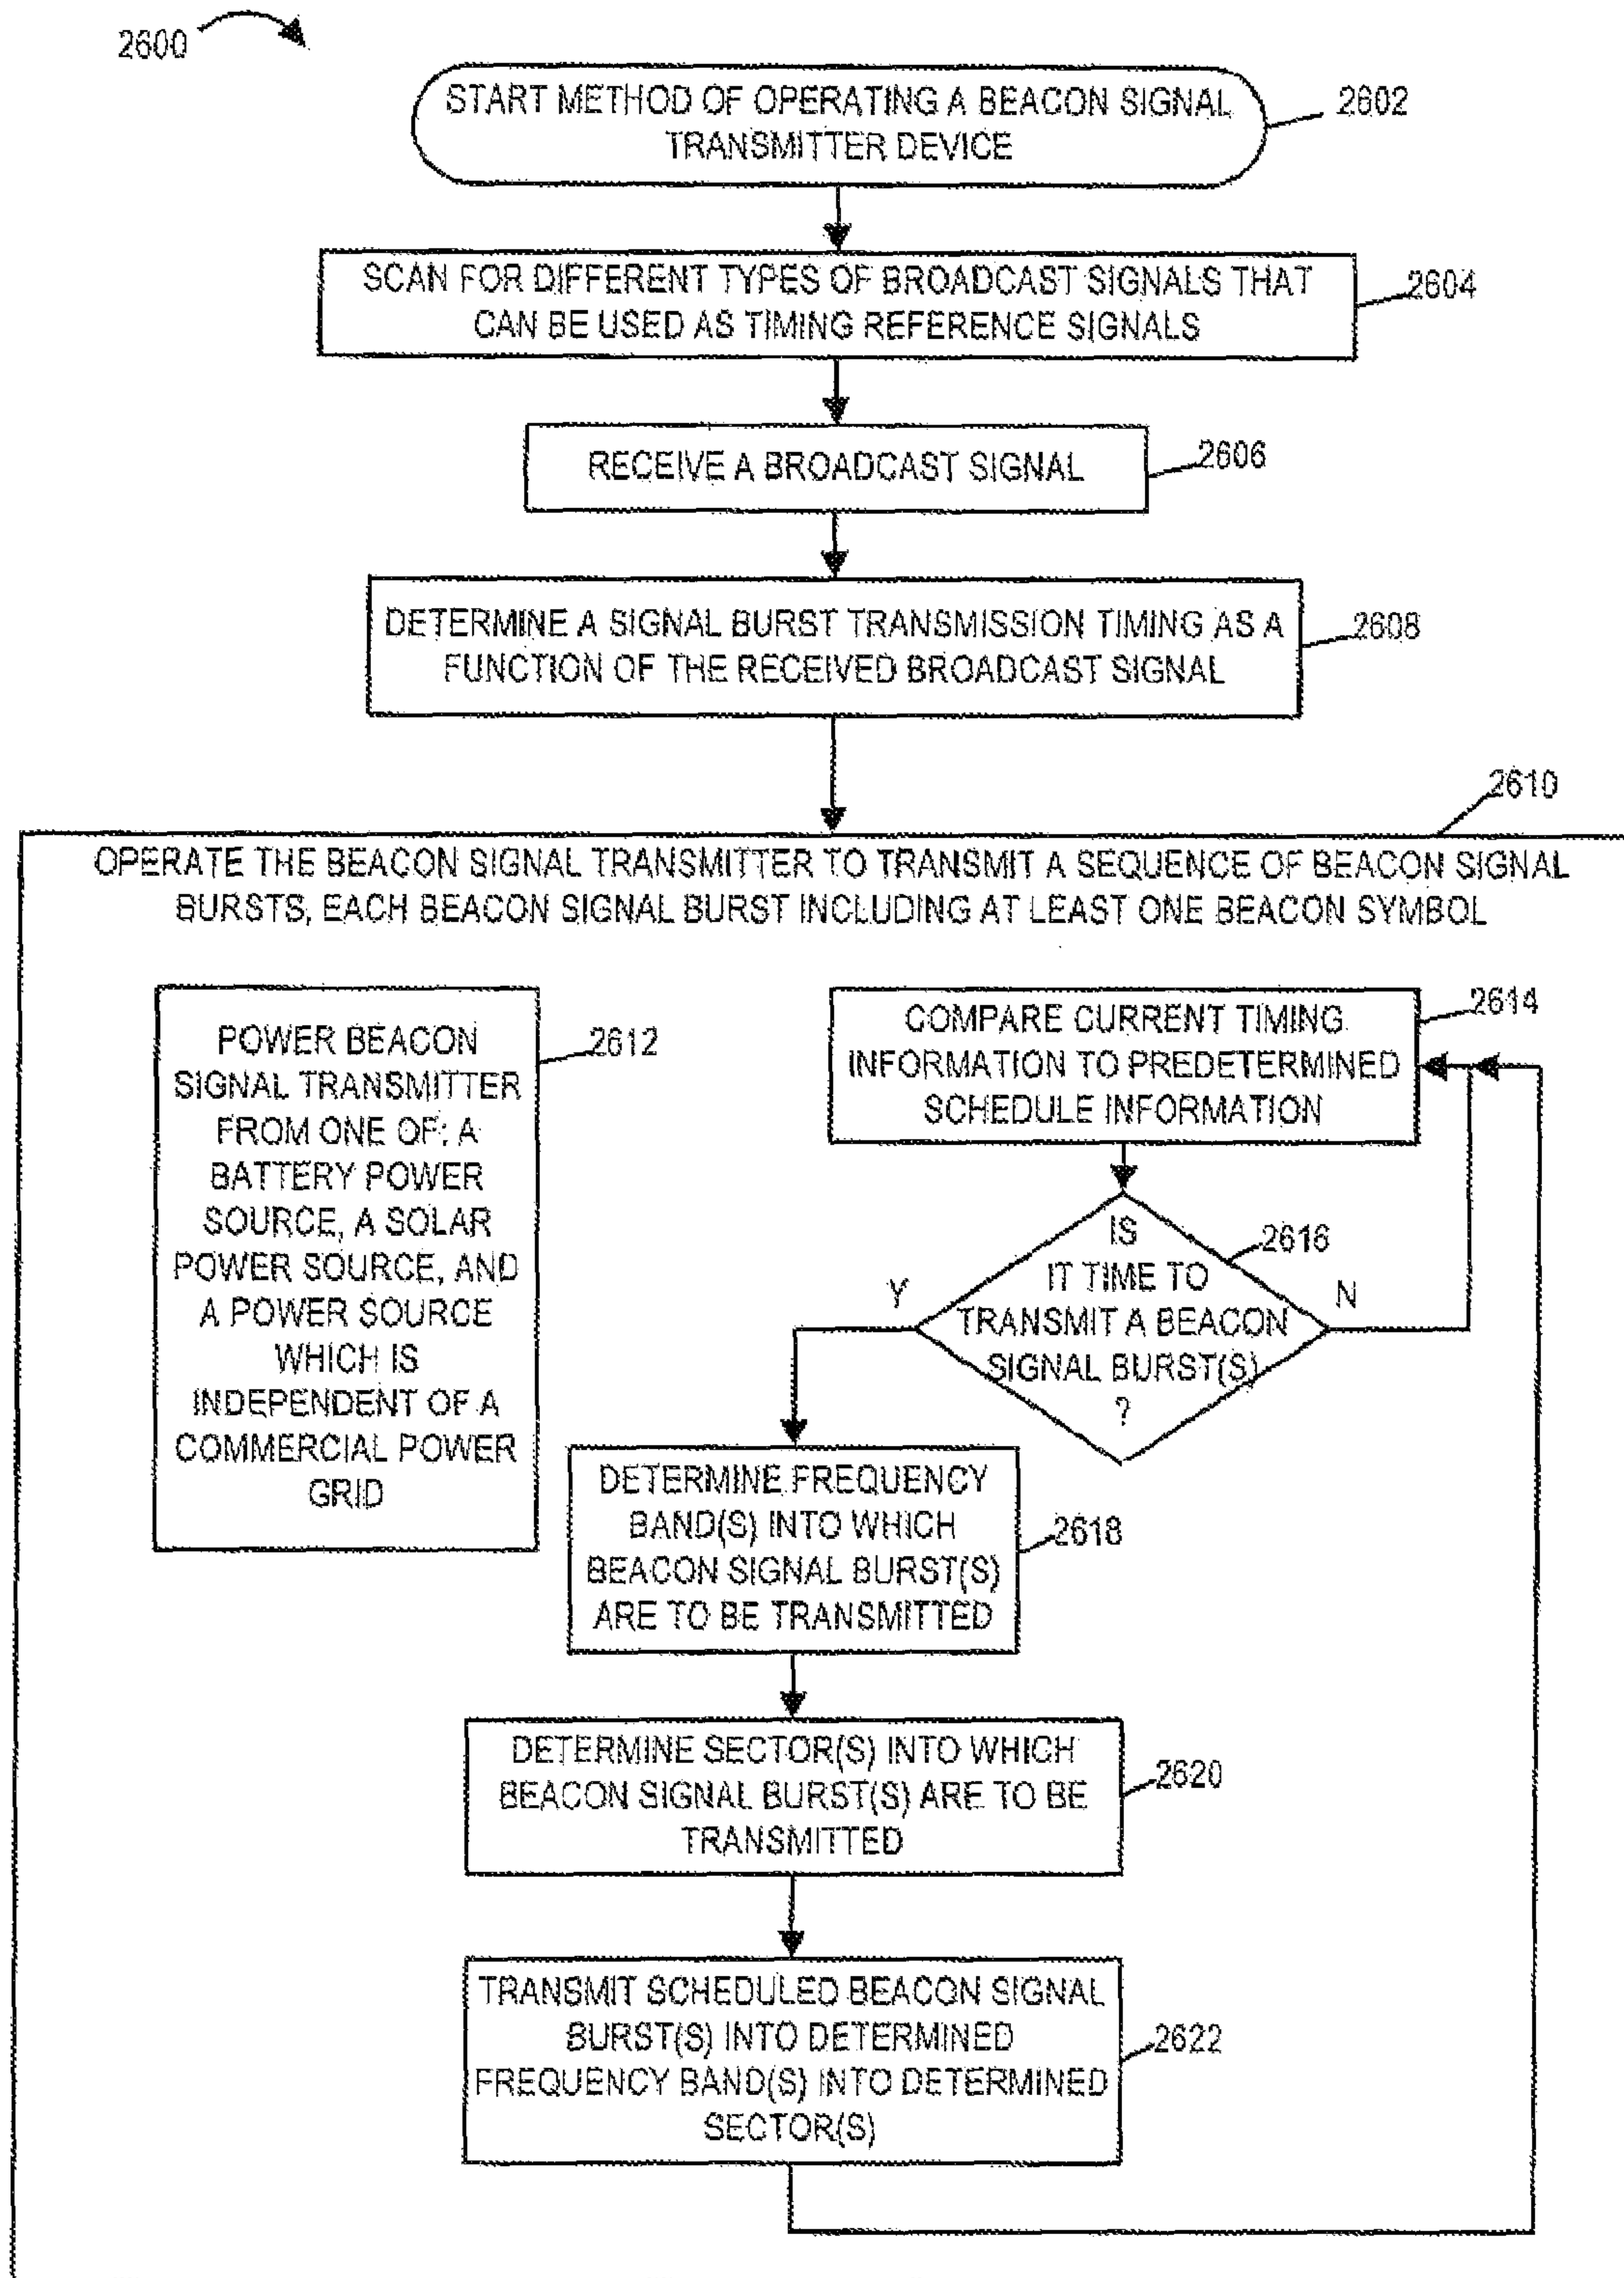 2600
START METHOD OF OPERATING A BEACON SIGNAL
TRANSMITTER DEVICE
2602
SCAN FOR DIFFERENT TYPES OF BROADCAST SIGNALS THAT
CAN BE USED AS TIMING REFERENCE SIGNALS
2604
RECEIVE A BROADCAST SIGNAL
2606
DETERMINE A SIGNAL BURST TRANSMISSION TIMING AS A
FUNCTION OF THE RECEIVED BROADCAST SIGNAL
2608
2610
OPERATE THE BEACON SIGNAL TRANSMITTER TO TRANSMIT A SEQUENCE OF BEACON SIGNAL
BURSTS, EACH BEACON SIGNAL BURST INCLUDING AT LEAST ONE BEACON SYMBOL
POWER BEACON
SIGNAL TRANSMITTER
FROM ONE OF: A
BATTERY POWER
SOURCE, A SOLAR
POWER SOURCE, AND
A POWER SOURCE
WHICH IS
INDEPENDENT OF A
COMMERCIAL POWER
GRID
2612
COMPARE CURRENT TIMING
INFORMATION TO PREDETERMINED
SCHEDULE INFORMATION
2614
IS
IT TIME TO
TRANSMIT A BEACON
SIGNAL BURST(S)
?
2616
Y
N
DETERMINE FREQUENCY
BAND(S) INTO WHICH
BEACON SIGNAL BURST(S)
ARE TO BE TRANSMITTED
2618
DETERMINE SECTOR(S) INTO WHICH
BEACON SIGNAL BURST(S) ARE TO BE
TRANSMITTED
2620
TRANSMIT SCHEDULED BEACON SIGNAL
BURST(S) INTO DETERMINED
FREQUENCY BAND(S) INTO DETERMINED
SECTOR(S)
2622